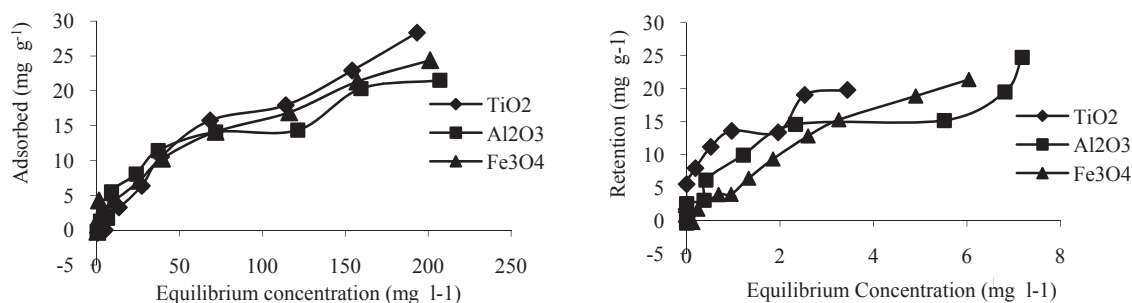 Adsorbed (mg g-1)
30
25
20
15
10
5
0
-5
0
50
100
150
200
250
Equilibrium concentration (mg l-1)
TiO2
Al2O3
Fe3O4
Retention (mg g-1)
30
25
20
15
10
5
0
-5
0
2
4
6
8
Equilibrium Concentration (mg l-1)
TiO2
Al2O3
Fe3O4